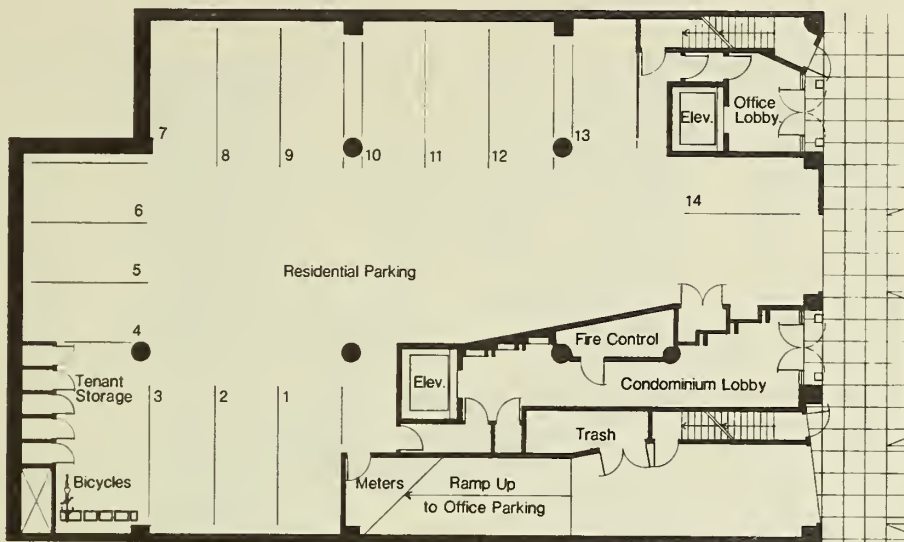 7
8
9
10
11
12
13
Elev.
Office
Lobby
6
14
5
Residential Parking
4
Fire Control
Tenant
Storage
Elev.
Condominium Lobby
3
2
1
Trash
Bicycles
Meters
Ramp Up
to Office Parking